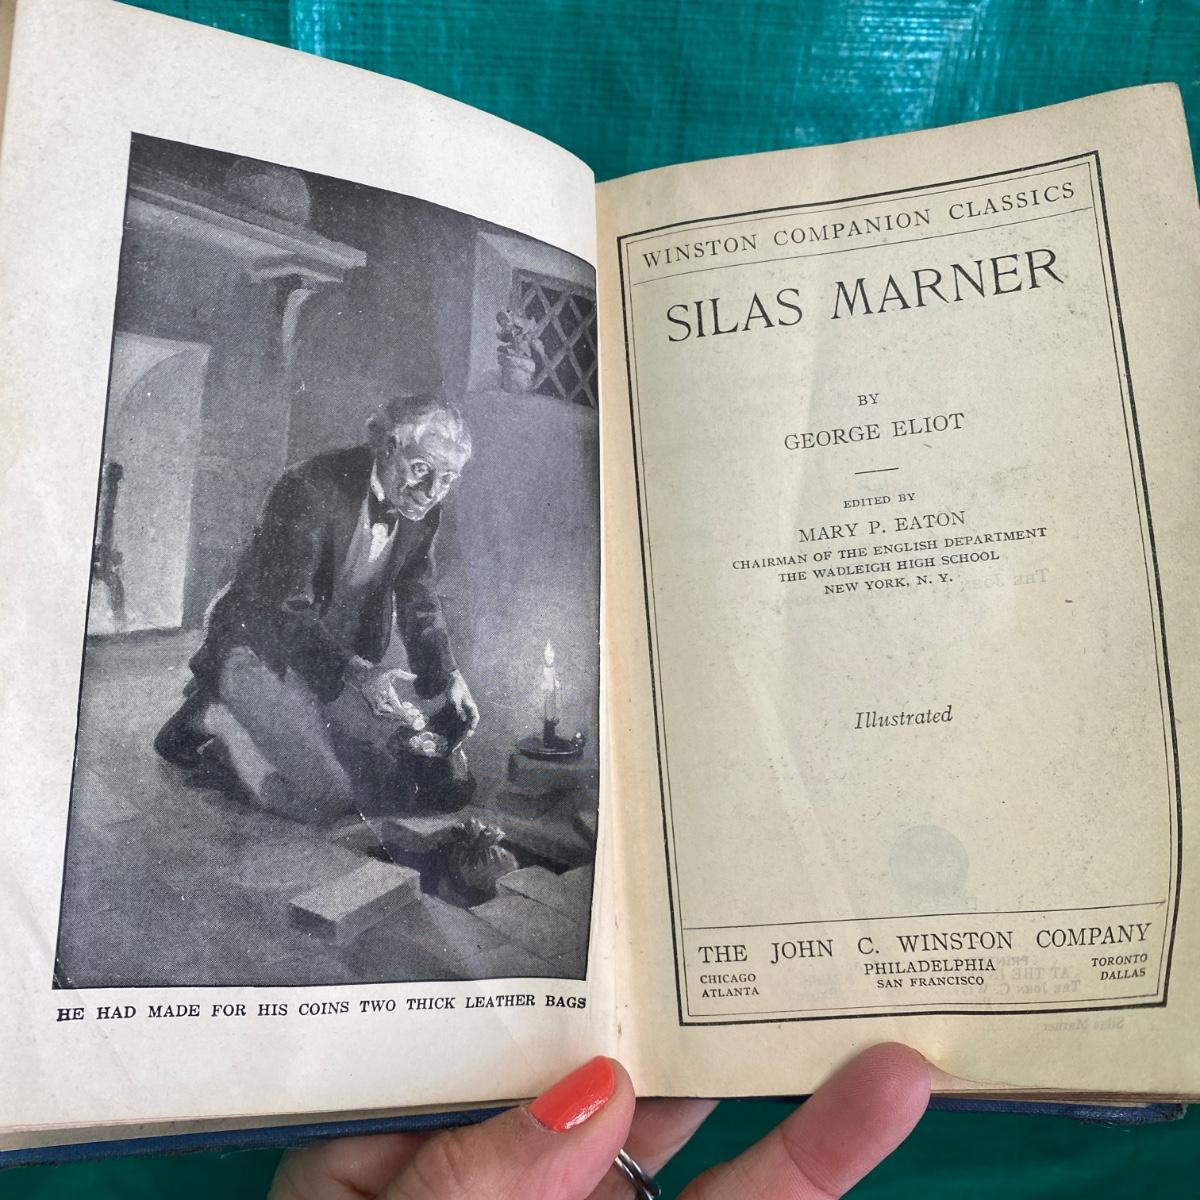 HE HAD MADE FOR HIS COINS TWO THICK LEATHER BAGS
WINSTON COMPANION CLASSICS
SILAS MARNER
BY
GEORGE ELIOT
EDITED BY
MARY P. EATON
CHAIRMAN OF THE ENGLISH DEPARTMENT
THE WADLEIGH HIGH SCHOOL
NEW YORK, N. Y.
Illustrated
THE JOHN C. WINSTON COMPANY
CHICAGO PHILADELPHIA TORONTO
ATLANTA SAN FRANCISCO DALLAS